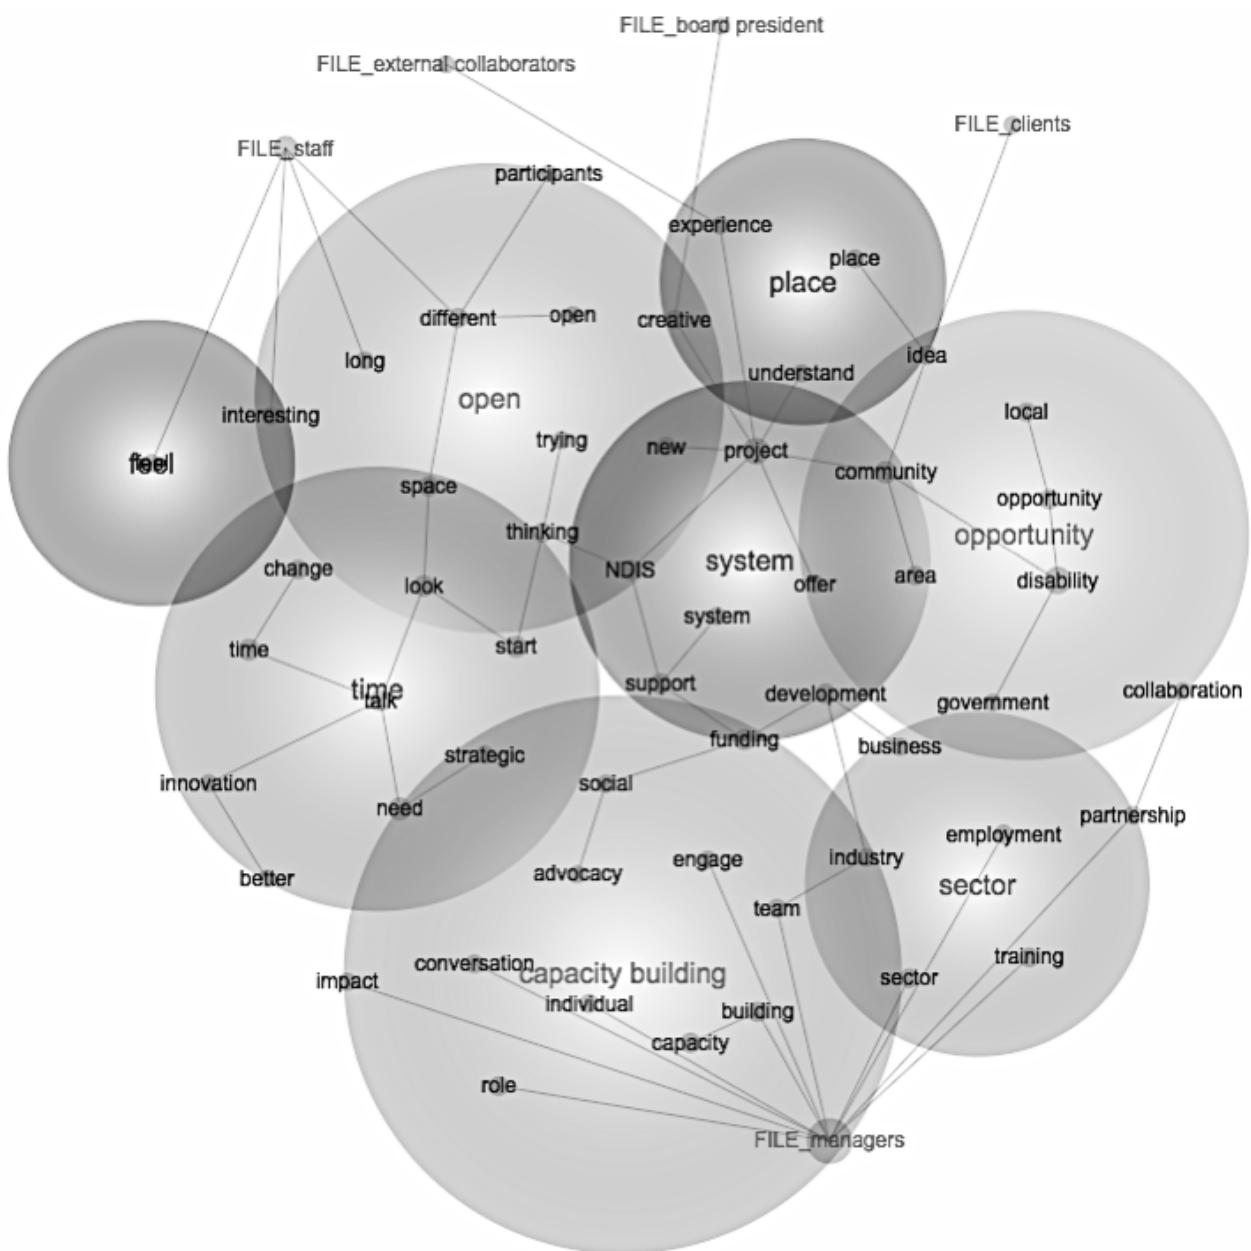 FILE_board president
FILE_external collaborators
FILE_clients
FILE_staff
participants
experience
place
place
different
open
creative
long
idea
understand
open
interesting
local
trying
new
project
feel
community
space
opportunity
thinking
opportunity
system
change
NDIS
look
offer
area
disability
system
time
start
support
time
talk
development
collaboration
government
funding
business
strategic
innovation
social
need
partnership
employment
engage
industry
advocacy
better
sector
team
training
conversation
capacity building
impact
sector
individual
building
capacity
role
FILE_managers